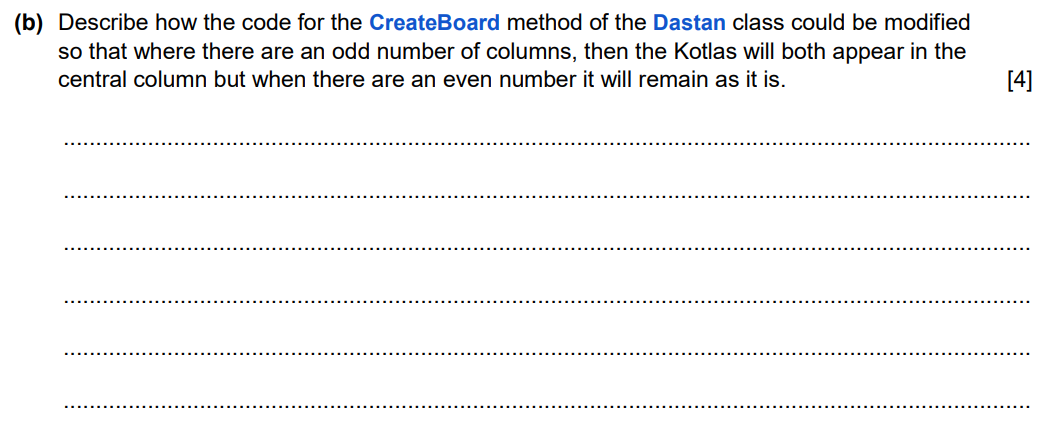 (b) Describe how the code for the CreateBoard method of the Dastan class could be modified
so that where there are an odd number of columns, then the Kotlas will both appear in the
central column but when there are an even number it will remain as it is. [4]